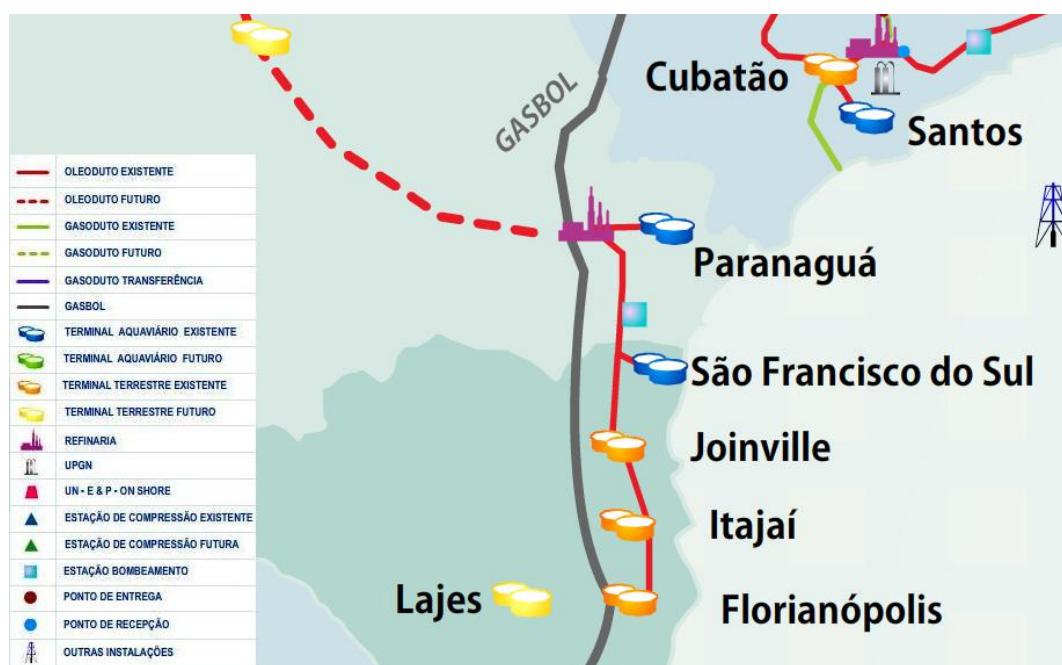 Cubatão
Santos
GASBOL
OLEODUTO EXISTENTE
OLEODUTO FUTURO
GASODUTO EXISTENTE
GASODUTO FUTURO
GASODUTO TRANSFERÊNCIA
GASBOL
TERMINAL AQUAVIÁRIO EXISTENTE
TERMINAL AQUAVIÁRIO FUTURO
TERMINAL TERRESTRE EXISTENTE
TERMINAL TERRESTRE FUTURO
REFINARIA
UPGN
UN - E & P - ON SHORE
ESTAÇÃO DE COMPRESSÃO EXISTENTE
ESTAÇÃO DE COMPRESSÃO FUTURA
ESTAÇÃO BOMBEAMENTO
PONTO DE ENTREGA
PONTO DE RECEPÇÃO
OUTRAS INSTALAÇÕES
Paranaguá
São Francisco do Sul
Joinville
Itajaí
Lajes
Florianópolis